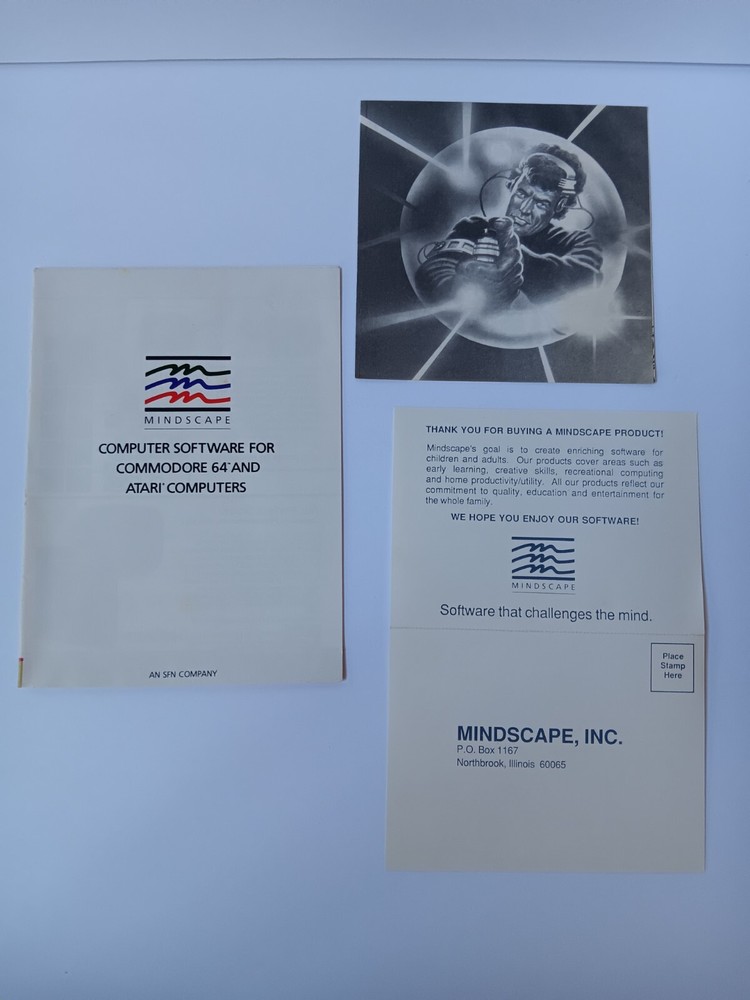 MINDSCAPE
COMPUTER SOFTWARE FOR
COMMODORE 64™AND
ATARI® COMPUTERS
AN SFN COMPANY
THANK YOU FOR BUYING A MINDSCAPE PRODUCT!
Mindscape's goal is to create enriching software for
children and adults. Our products cover areas such as
early learning, creative skills, recreational computing
and home productivity/utility. All our products reflect our
commitment to quality, education and entertainment for
the whole family.
WE HOPE YOU ENJOY OUR SOFTWARE!
MINDSCAPE
Software that challenges the mind.
Place
Stamp
Here
MINDSCAPE, INC.
P.O. Box 1167
Northbrook, Illinois 60065